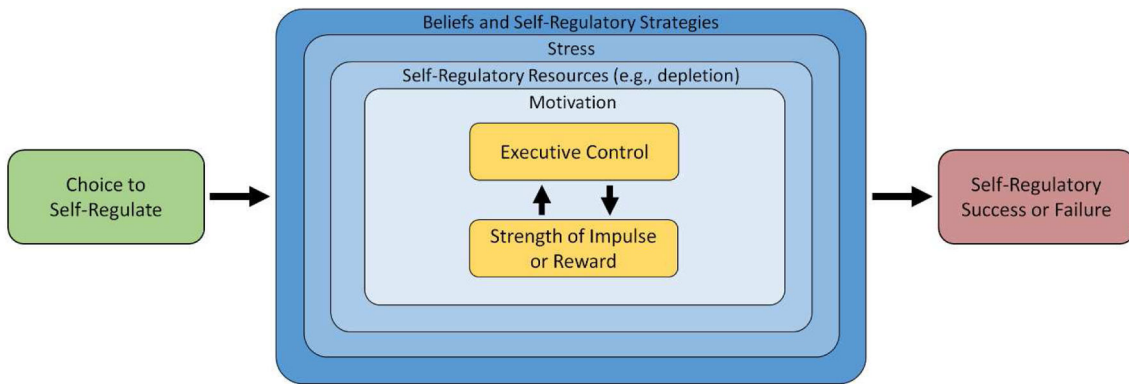 Beliefs and Self-Regulatory Strategies
Stress
Self-Regulatory Resources (e.g., depletion)
Motivation
Executive Control
Strength of Impulse
or Reward
Choice to
Self-Regulate
Self-Regulatory
Success or Failure